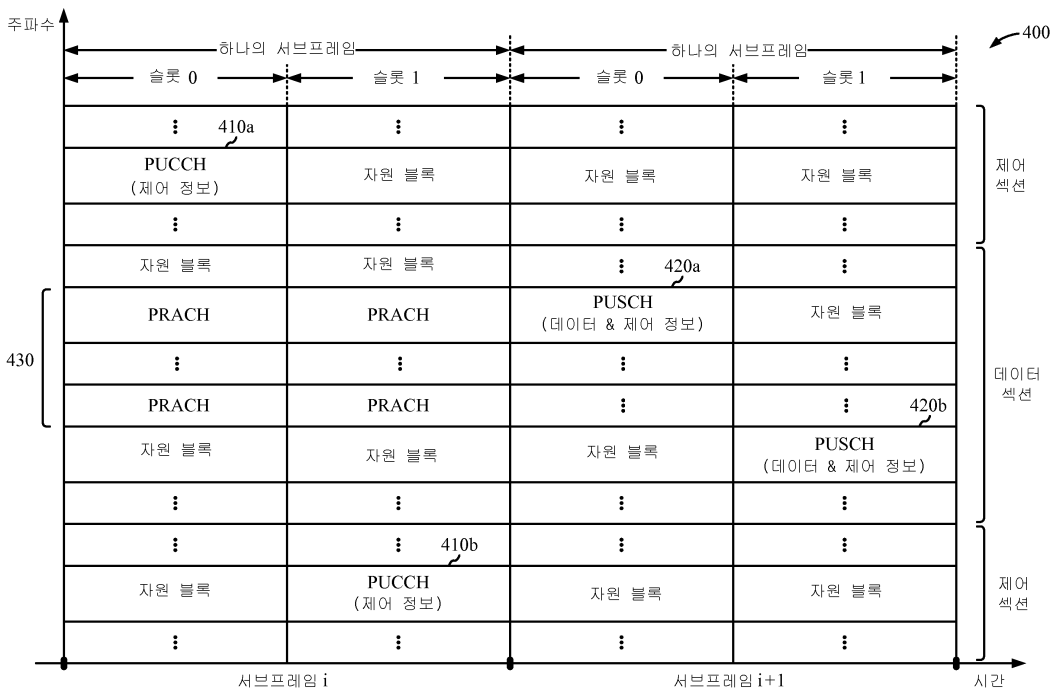 주파수
400
하나의 서브프레임 하나의 서브프레임
슬롯 0 슬롯 1 슬롯 0 슬롯 1
410a
PUCCH
(제어 정보)
자원 블록 자원 블록 자원 블록
제어
섹션
자원 블록 자원 블록
420a
PRACH PRACH
PUSCH
(데이터 & 제어 정보)
자원 블록
430
데이터
섹션
PRACH PRACH
420b
자원 블록 자원 블록 자원 블록
PUSCH
(데이터 & 제어 정보)
410b
자원 블록
PUCCH
(제어 정보)
자원 블록 자원 블록
제어
섹션
서브프레임 i 서브프레임 i+1 시간